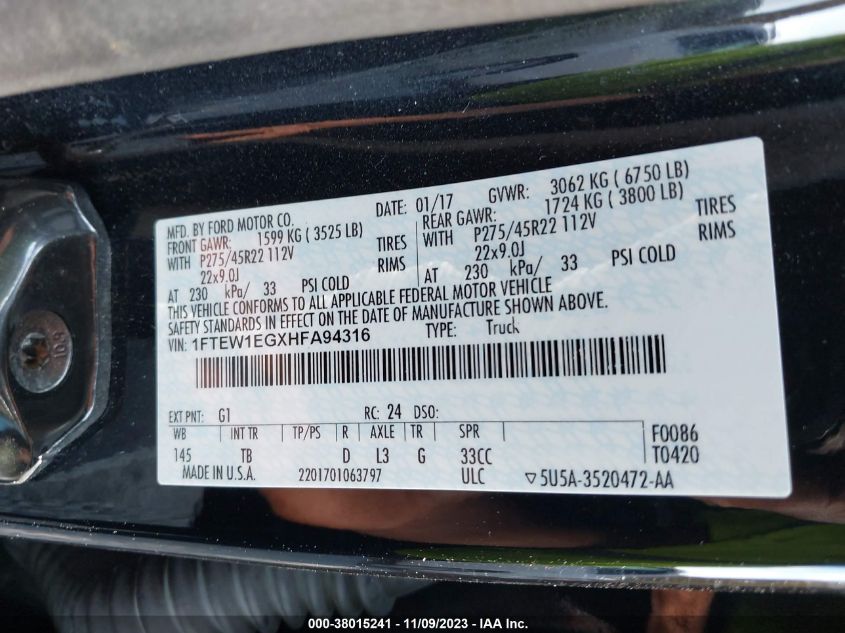 MFD. BY FORD MOTOR CO. DATE: 01/17 GVWR: 3062 KG ( 6750 LB)
FRONT GAWR: 1599 KG ( 3525 LB) REAR GAWR: 1724 KG ( 3800 LB)
WITH P275/45R22 112V TIRES WITH P275/45R22 112V TIRES
22x9.0J RIMS 22x9.0J RIMS
AT 230 kPa/ 33 PSI COLD AT 230 kPa/ 33 PSI COLD
THIS VEHICLE CONFORMS TO ALL APPLICABLE FEDERAL MOTOR VEHICLE
SAFETY STANDARDS IN EFFECT ON THE DATE OF MANUFACTURE SHOWN ABOVE.
VIN: 1FTEW1EGXHFA94316 TYPE: Truck
EXT PNT: G1 RC: 24 DSO:
WB INT TR TP/PS R AXLE TR SPR F0086
145 TB D L3 G 33CC T0420
MADE IN U.S.A. 2201701063797 ULC ▽5U5A-3520472-AA
10.9
000-38015241 - 11/09/2023 - IAA Inc.